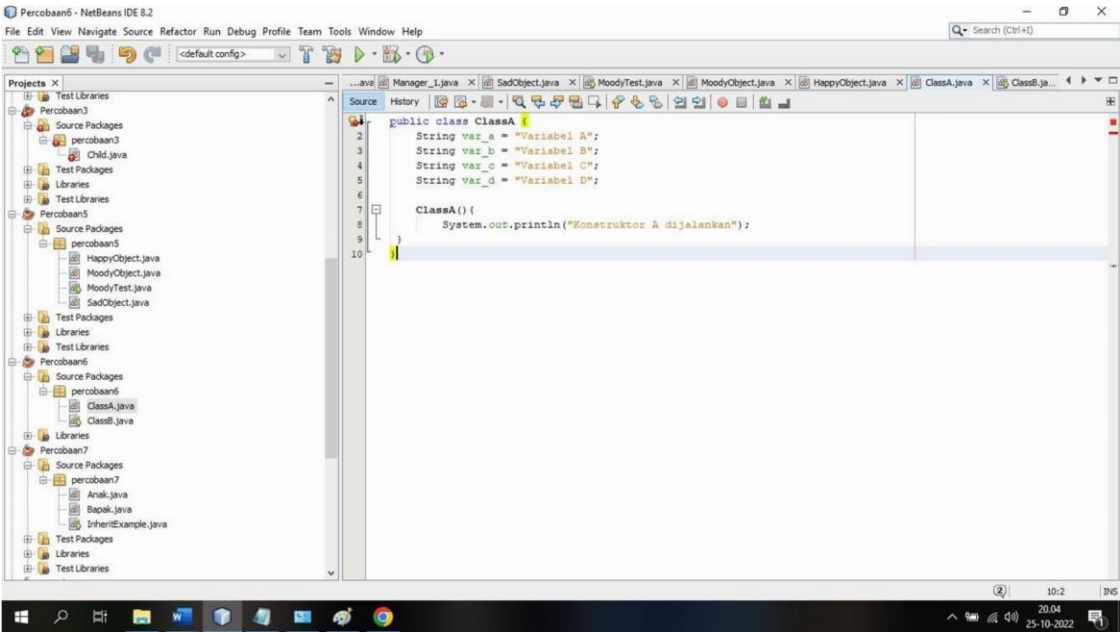 Percobaan6 - NetBeans IDE 8.2
File Edit View Navigate Source Refactor Run Debug Profile Team Tools Window Help
Search (Ctrl+I)
<default config>
Projects
...ava Manager_1.java SadObject.java MoodyTest.java MoodyObject.java HappyObject.java ClassA.java ClassB.ja...
Source History
Test Libraries
Percobaan3
Source Packages
percobaan3
Child.java
Test Packages
Libraries
Test Libraries
Percobaan5
Source Packages
percobaan5
HappyObject.java
MoodyObject.java
MoodyTest.java
SadObject.java
Test Packages
Libraries
Test Libraries
Percobaan6
Source Packages
percobaan6
ClassA.java
ClassB.java
Libraries
Percobaan7
Source Packages
percobaan7
Anak.java
Bapak.java
InheritExample.java
Test Packages
Libraries
Test Libraries
public class ClassA {
2 String var_a = "Variabel A";
3 String var_b = "Variabel B";
4 String var_c = "Variabel C";
5 String var_d = "Variabel D";
6
7 ClassA(){
8 System.out.println("Konstruktor A dijalankan");
9 }
10 }
2 10:2 INS
20.04
25-10-2022